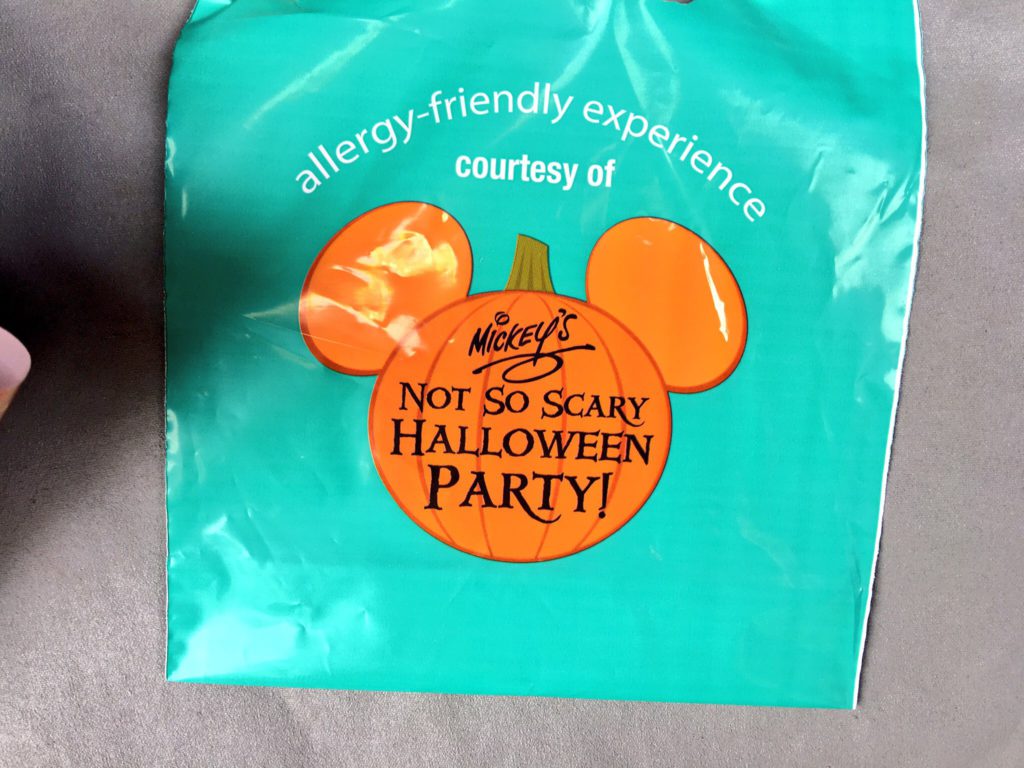 allergy-friendly experience
courtesy of
Mickey's
Not So Scary
Halloween
Party!